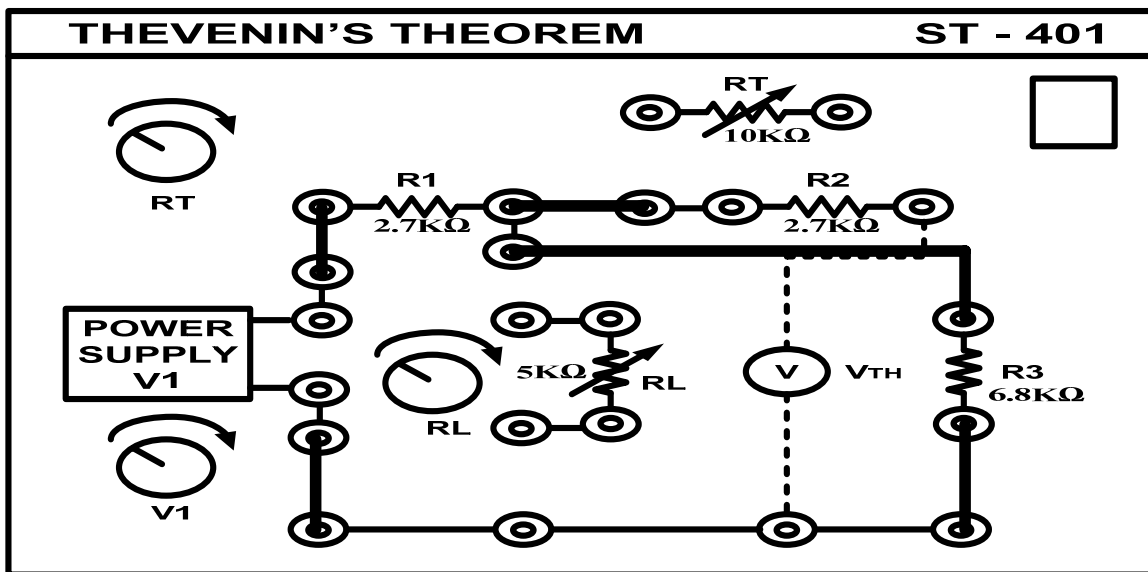 THEVENIN'S THEOREM ST - 401
RT
10KΩ
RT
R1
2.7KΩ
R2
2.7KΩ
POWER
SUPPLY
V1
5KΩ
RL
RL
V
VTH
R3
6.8KΩ
V1